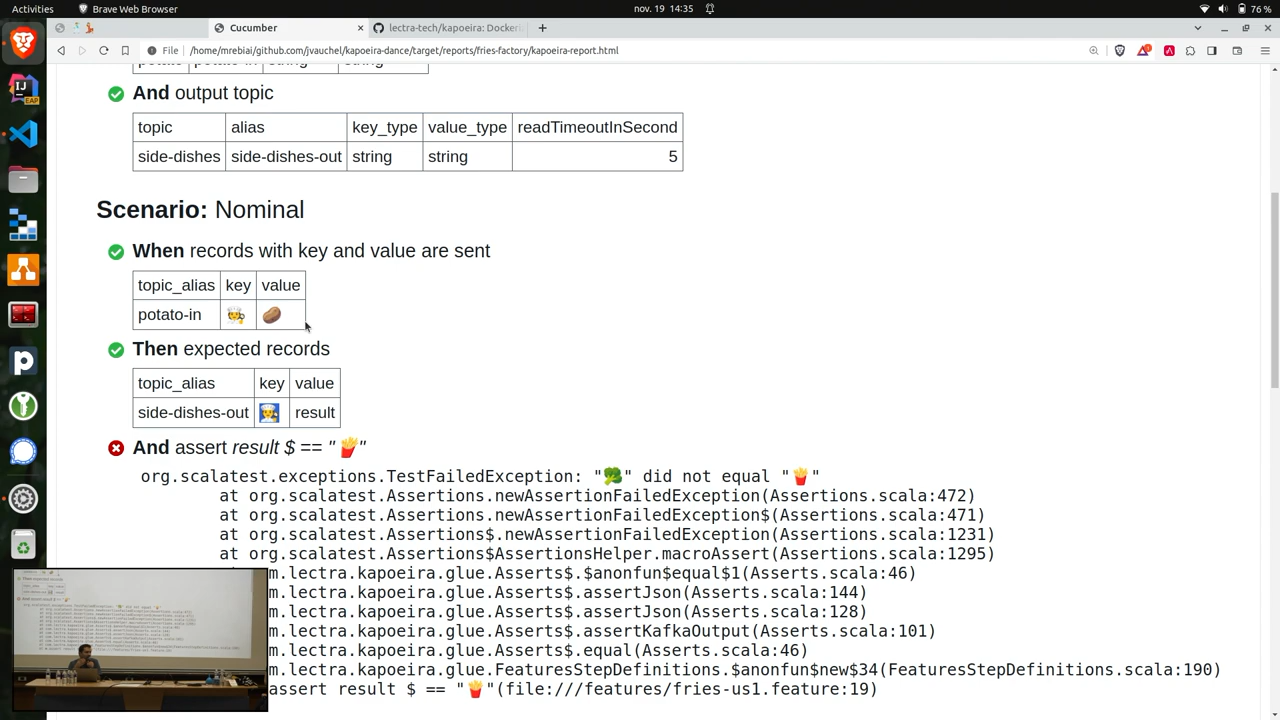 Activities
Brave Web Browser
nov. 19 14:35
76 %
Cucumber
lectra-tech/kapoeira: Docker
File
/home/mrebiai/github.com/jvauchel/kapoeira-dance/target/reports/fries-factory/kapoeira-report.html
And output topic
topic alias key_type value_type readTimeoutInSecond
side-dishes side-dishes-out string string 5
Scenario: Nominal
When records with key and value are sent
topic_alias key value
potato-in 🧑‍🍳 🥔
Then expected records
topic_alias key value
side-dishes-out 👨‍🍳 result
And assert result $ == "🍟"
org.scalatest.exceptions.TestFailedException: "🥦" did not equal "🍟"
at org.scalatest.Assertions.newAssertionFailedException(Assertions.scala:472)
at org.scalatest.Assertions.newAssertionFailedException$(Assertions.scala:471)
at org.scalatest.Assertions$.newAssertionFailedException(Assertions.scala:1231)
at org.scalatest.Assertions$AssertionsHelper.macroAssert(Assertions.scala:1295)
m.lectra.kapoeira.glue.Asserts$.$anonfun$equal$1(Asserts.scala:46)
m.lectra.kapoeira.glue.Asserts$.assertJson(Asserts.scala:144)
m.lectra.kapoeira.glue.Asserts$.assertJson(Asserts.scala:128)
m.lectra.kapoeira.glue.Asserts$.assertKafkaOutput(Asserts.scala:101)
m.lectra.kapoeira.glue.Asserts$.equal(Asserts.scala:46)
m.lectra.kapoeira.glue.FeaturesStepDefinitions.$anonfun$new$34(FeaturesStepDefinitions.scala:190)
assert result $ == "🍟"(file:///features/fries-us1.feature:19)